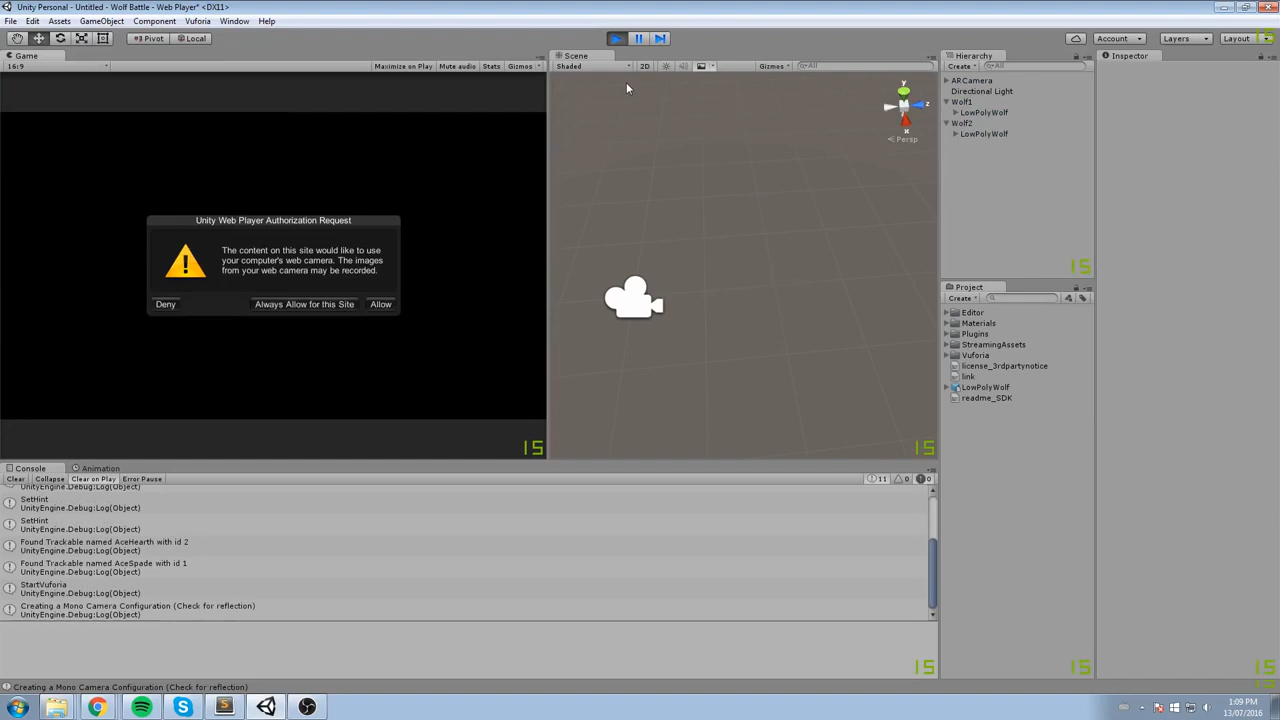 Unity Personal - Untitled - Wolf Battle - Web Player* <DX11>
File Edit Assets GameObject Component Vuforia Window Help
Pivot Local Account Layers Layout 15
Game
16:9 Maximize on Play Mute audio Stats Gizmos
Scene
Shaded 2D Gizmos All
y
z
x
Persp
Unity Web Player Authorization Request
The content on this site would like to use
your computer's web camera. The images
from your web camera may be recorded.
Deny Always Allow for this Site Allow
15
15
Hierarchy
Create All
ARCamera
Directional Light
Wolf1
LowPolyWolf
Wolf2
LowPolyWolf
15
Inspector
Project
Create
Editor
Materials
Plugins
StreamingAssets
Vuforia
license_3rdpartynotice
link
LowPolyWolf
readme_SDK
15
15
Console Animation
Clear Collapse Clear on Play Error Pause 11 0 0
UnityEngine.Debug:Log(Object)
SetHint
UnityEngine.Debug:Log(Object)
SetHint
UnityEngine.Debug:Log(Object)
Found Trackable named AceHearth with id 2
UnityEngine.Debug:Log(Object)
Found Trackable named AceSpade with id 1
UnityEngine.Debug:Log(Object)
StartVuforia
UnityEngine.Debug:Log(Object)
Creating a Mono Camera Configuration (Check for reflection)
UnityEngine.Debug:Log(Object)
15
Creating a Mono Camera Configuration (Check for reflection)
15
1:09 PM
13/07/2016